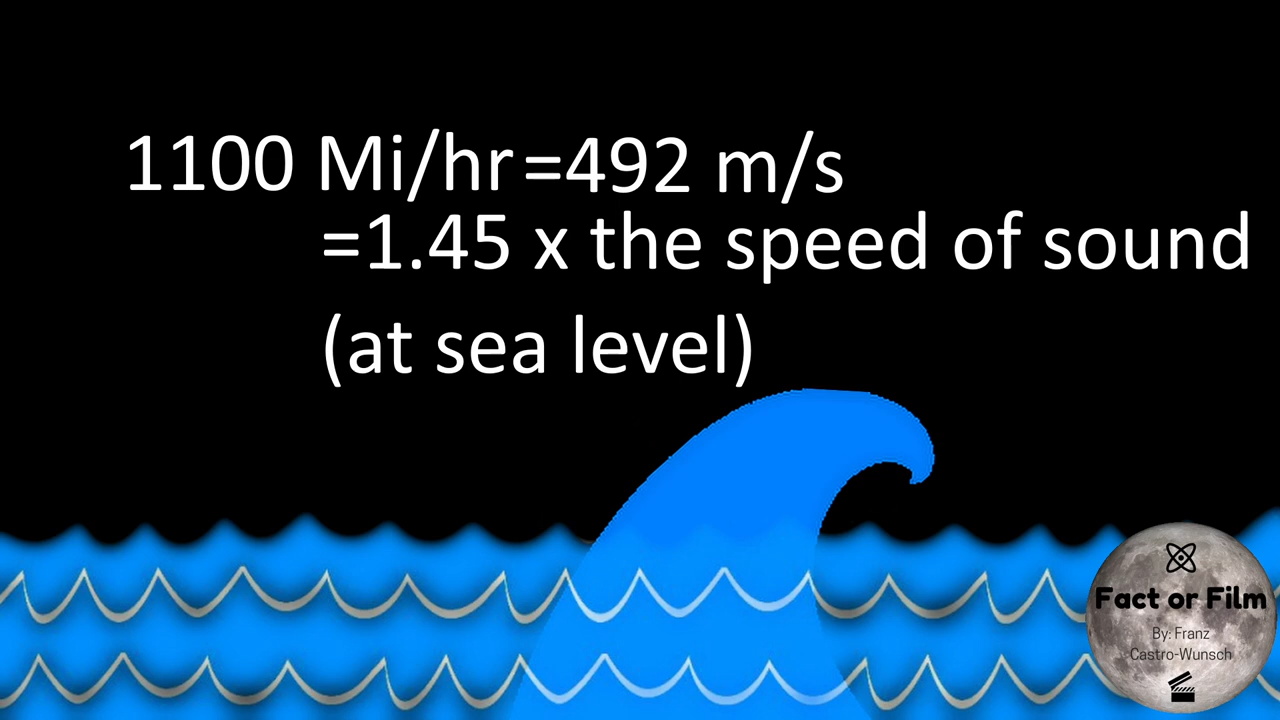 1100 Mi/hr =492 m/s
=1.45 x the speed of sound
(at sea level)
Fact or Film
By: Franz
Castro-Wunsch